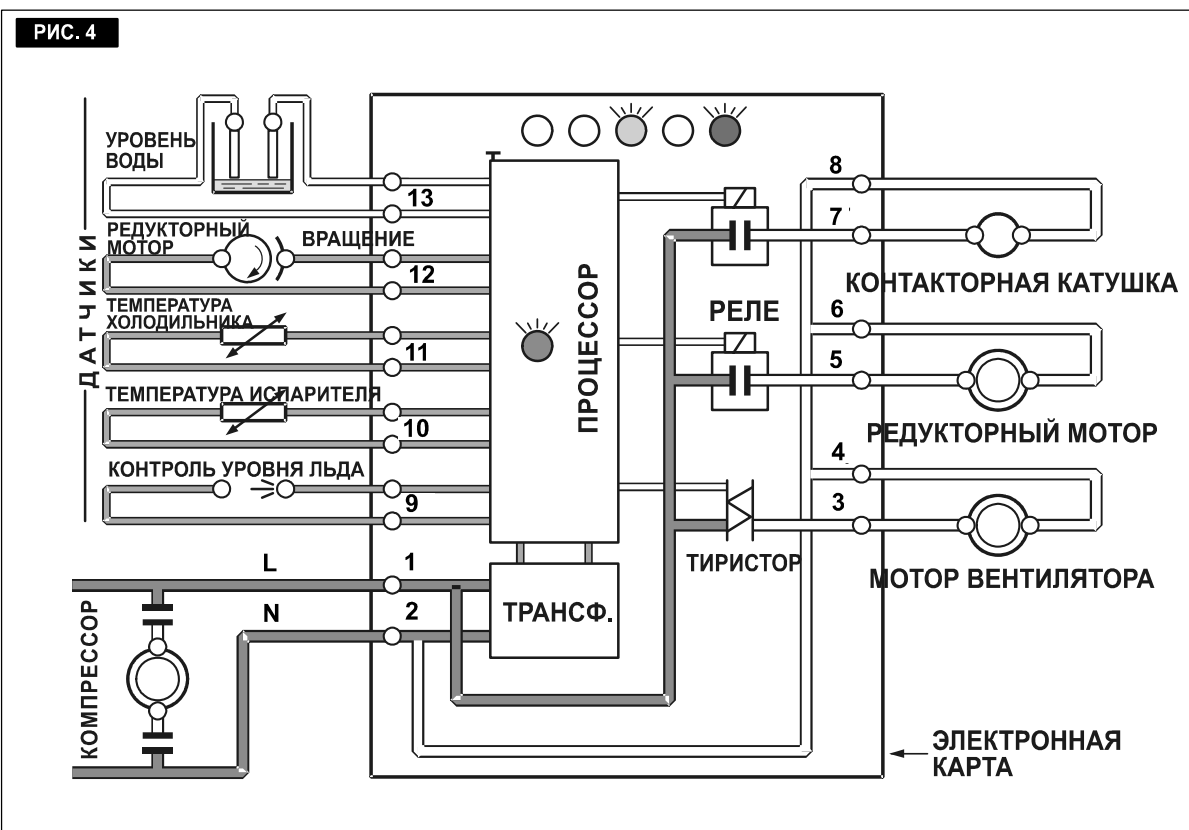 РИС. 4
УРОВЕНЬ
ВОДЫ
13
РЕДУКТОРНЫЙ
МОТОР
ВРАЩЕНИЕ
12
ТЕМПЕРАТУРА
ХОЛОДИЛЬНИКА
11
ТЕМПЕРАТУРА ИСПАРИТЕЛЯ
10
КОНТРОЛЬ УРОВНЯ ЛЬДА
9
ДАТЧИКИ
L
1
N
2
КОМПРЕССОР
ПРОЦЕССОР
ТРАНСФ.
РЕЛЕ
ТИРИСТОР
8
7
КОНТАКТОРНАЯ КАТУШКА
6
5
РЕДУКТОРНЫЙ МОТОР
4
3
МОТОР ВЕНТИЛЯТОРА
ЭЛЕКТРОННАЯ
КАРТА